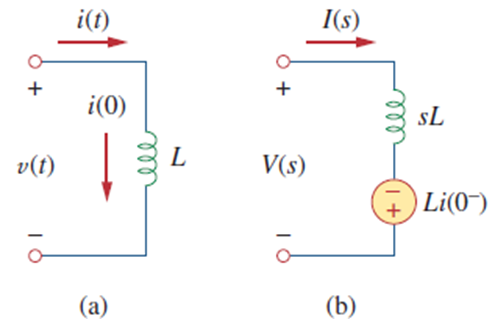 i(t)
I(s)
+
+
i(0)
sL
v(t)
L
V(s)
−
+
Li(0⁻)
−
−
(a)
(b)